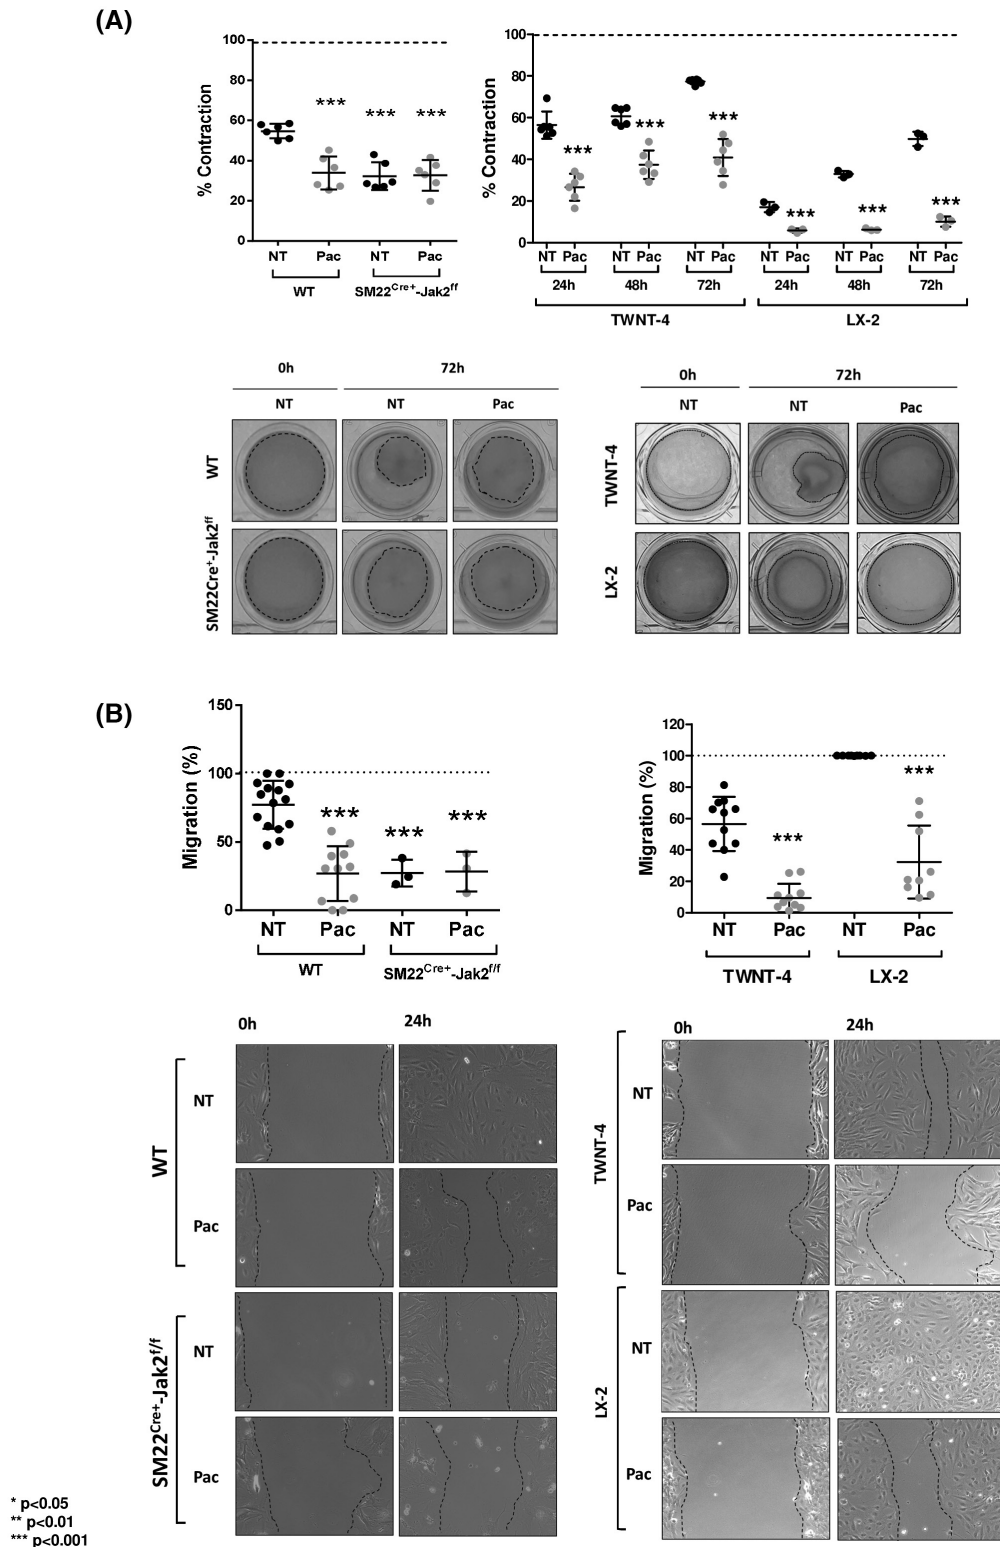 (A)
100
80
60
40
20
0
% Contraction
***
***
***
NT
Pac
NT
Pac
WT
SM22Cre+-Jak2ff
100
80
60
40
20
0
% Contraction
***
***
***
***
***
***
NT Pac NT Pac NT Pac NT Pac NT Pac NT Pac
24h 48h 72h 24h 48h 72h
TWNT-4 LX-2
0h 72h
NT NT Pac
WT
SM22Cre+-Jak2ff
0h 72h
NT NT Pac
TWNT-4
LX-2
(B)
150
100
50
0
Migration (%)
***
***
***
NT Pac NT Pac
WT SM22Cre+-Jak2f/f
120
100
80
60
40
20
0
Migration (%)
***
***
NT Pac NT Pac
TWNT-4 LX-2
0h 24h
WT
NT
Pac
SM22Cre+-Jak2f/f
NT
Pac
0h 24h
TWNT-4
NT
Pac
LX-2
NT
Pac
* p<0.05
** p<0.01
*** p<0.001